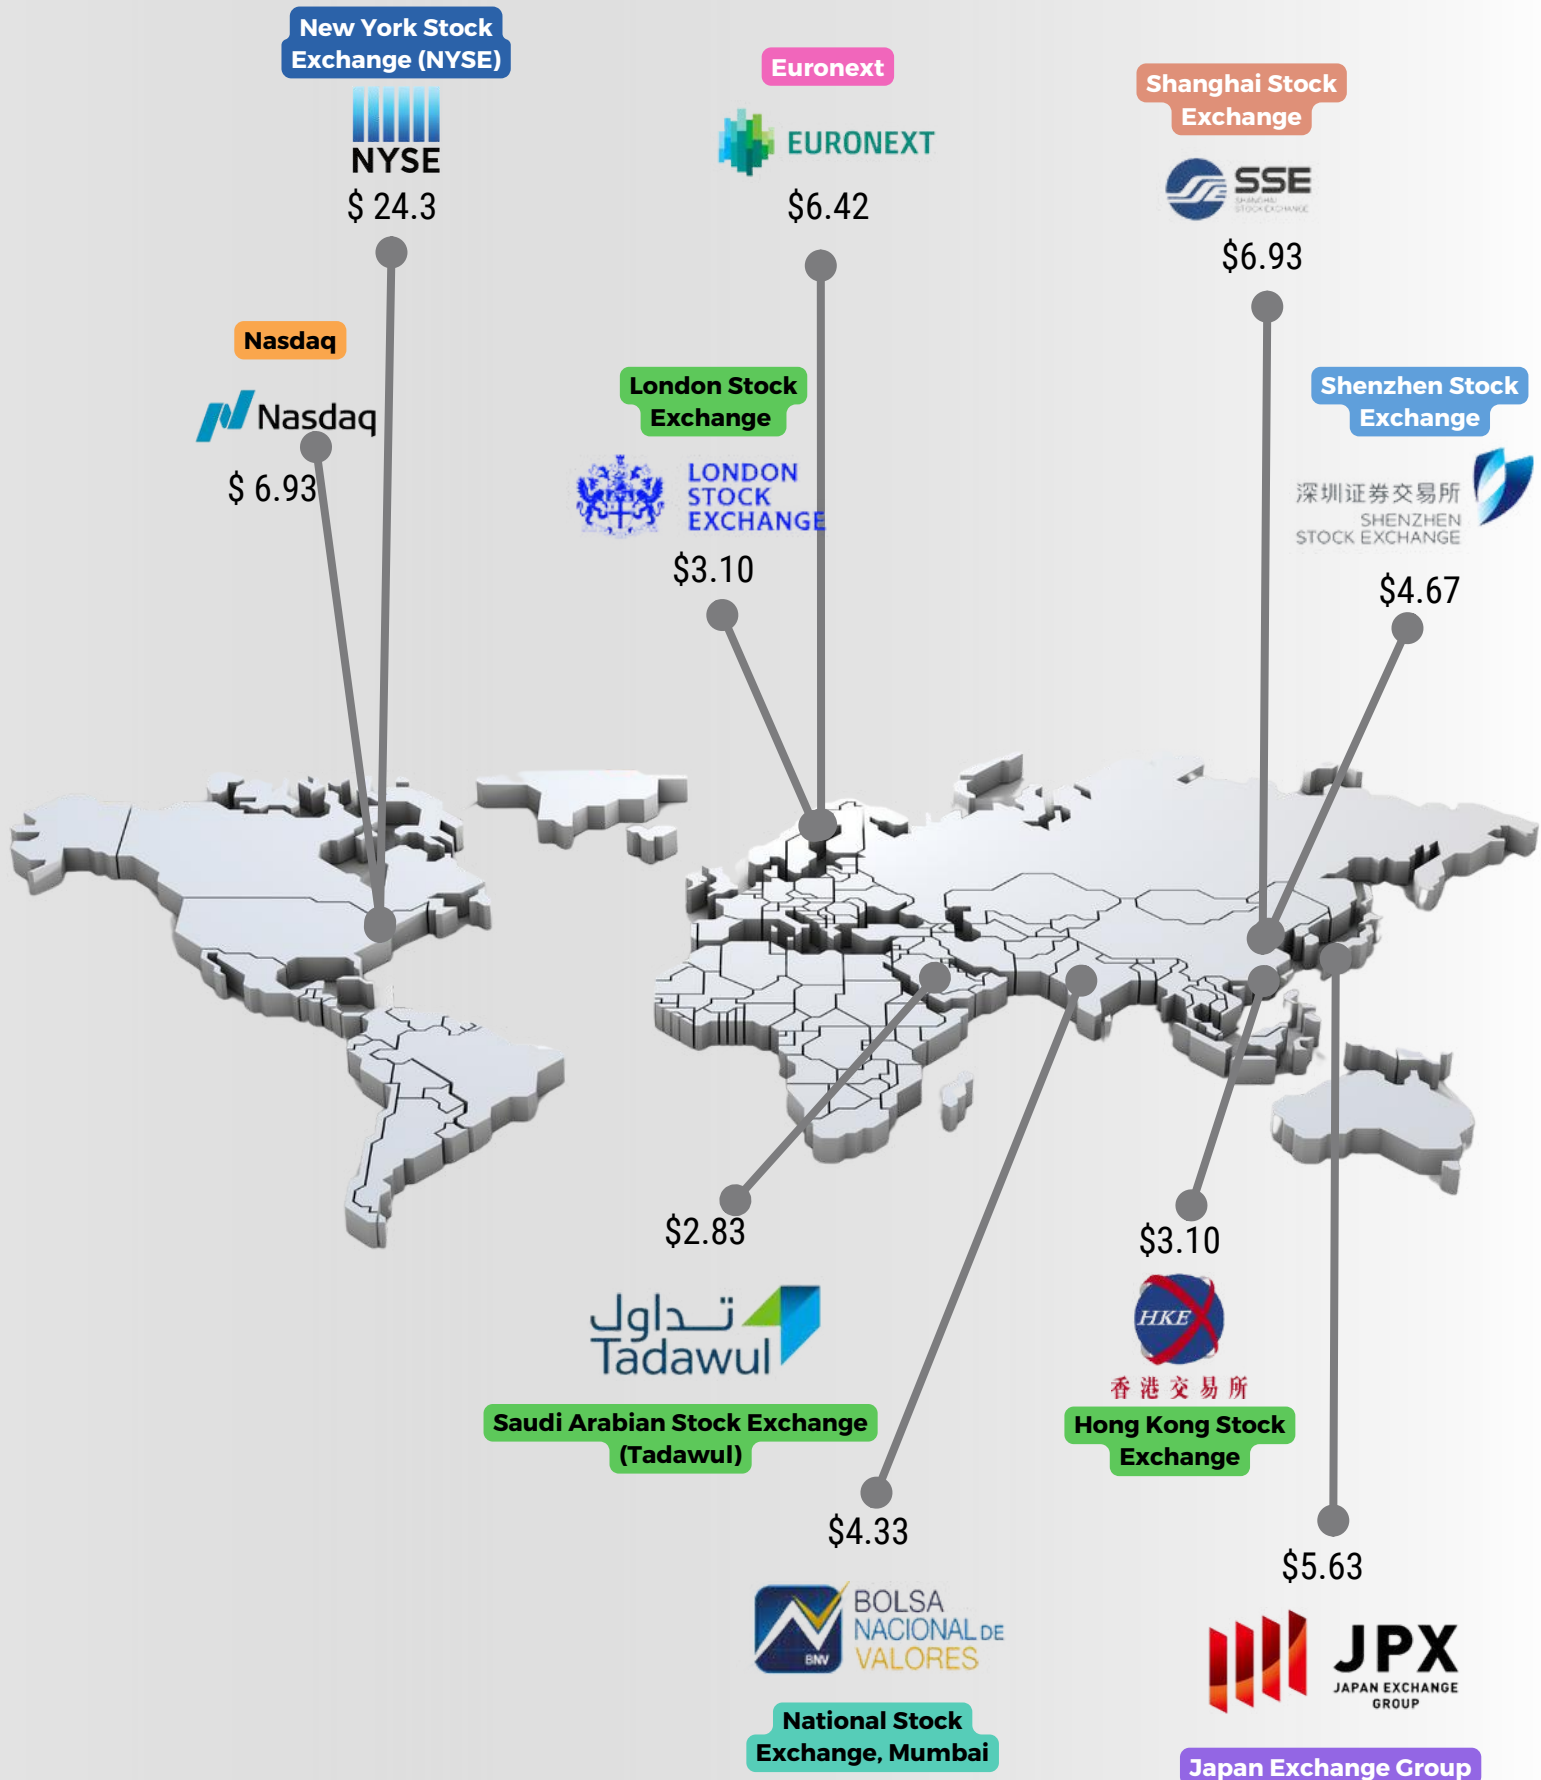 New York Stock
Exchange (NYSE)
NYSE
$ 24.3
Euronext
EURONEXT
$6.42
Shanghai Stock
Exchange
SSE
SHANGHAI
STOCK EXCHANGE
$6.93
Nasdaq
Nasdaq
$ 6.93
London Stock
Exchange
LONDON
STOCK
EXCHANGE
$3.10
Shenzhen Stock
Exchange
深圳证券交易所
SHENZHEN
STOCK EXCHANGE
$4.67
$2.83
تداول
Tadawul
Saudi Arabian Stock Exchange
(Tadawul)
$3.10
HKEX
香港交易所
Hong Kong Stock
Exchange
$4.33
BNV
BOLSA
NACIONAL DE
VALORES
National Stock
Exchange, Mumbai
$5.63
JPX
JAPAN EXCHANGE
GROUP
Japan Exchange Group